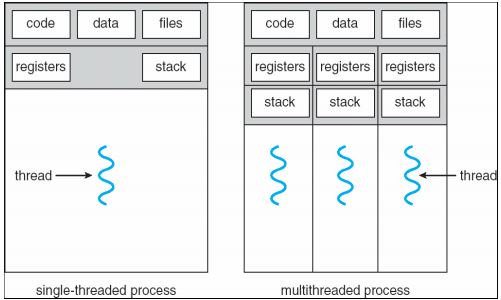 code data files
registers stack
thread
single-threaded process
code data files
registers registers registers
stack stack stack
thread
multithreaded process